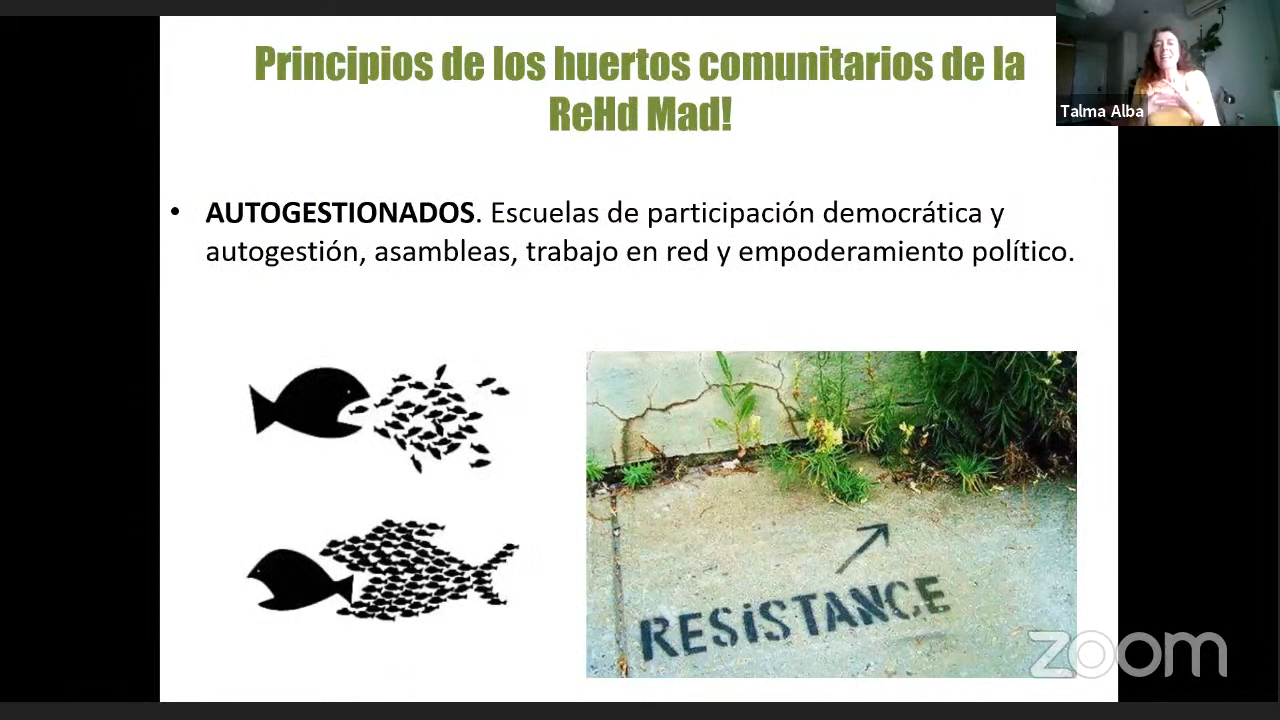 Principios de los huertos comunitarios de la
ReHd Mad!
Talma Alba
• AUTOGESTIONADOS. Escuelas de participación democrática y
autogestión, asambleas, trabajo en red y empoderamiento político.
RESiSTANCE
zoom